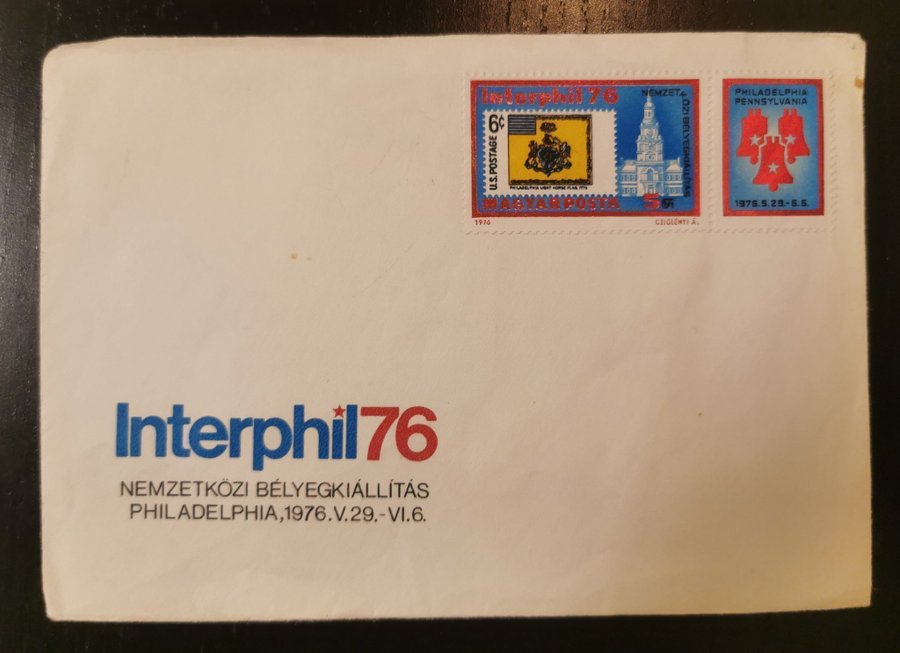 Interphil 76
NEMZETKÖZI BÉLYEGKIÁLLÍTÁS
6c
U.S. POSTAGE
PHILADELPHIA LIGHT HORSE FLAG 1775
MAGYAR POSTA
5 Ft
1976
CZIGLÉNYI Á.
PHILADELPHIA
PENNSYLVANIA
1976.5.29.-6.6.
Interphil76
NEMZETKÖZI BÉLYEGKIÁLLÍTÁS
PHILADELPHIA,1976.V.29.-VI.6.